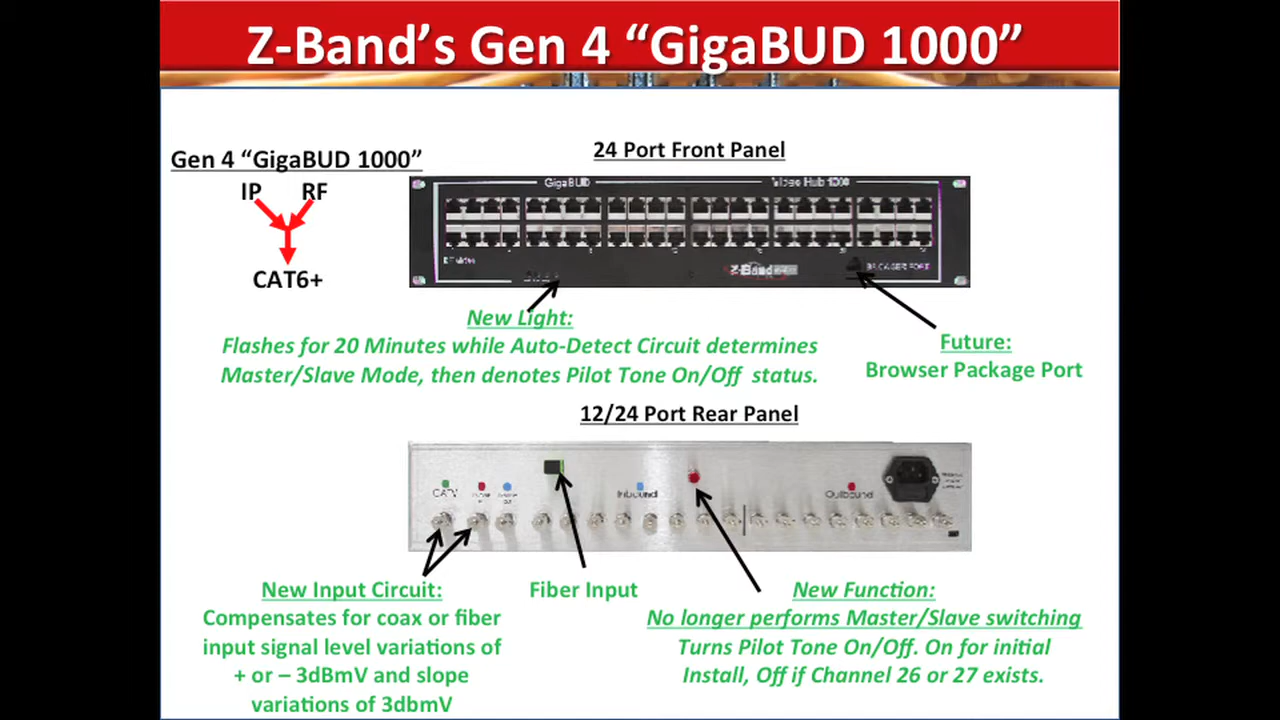 Z-Band’s Gen 4 “GigaBUD 1000”
Gen 4 “GigaBUD 1000”
IP RF
CAT6+
24 Port Front Panel
GigaBUD Video Hub 1000
Z-Band
New Light:
Flashes for 20 Minutes while Auto-Detect Circuit determines
Master/Slave Mode, then denotes Pilot Tone On/Off status.
Future:
Browser Package Port
12/24 Port Rear Panel
CATV
Inbound
Outbound
New Input Circuit:
Compensates for coax or fiber
input signal level variations of
+ or – 3dBmV and slope
variations of 3dbmV
Fiber Input
New Function:
No longer performs Master/Slave switching
Turns Pilot Tone On/Off. On for initial
Install, Off if Channel 26 or 27 exists.